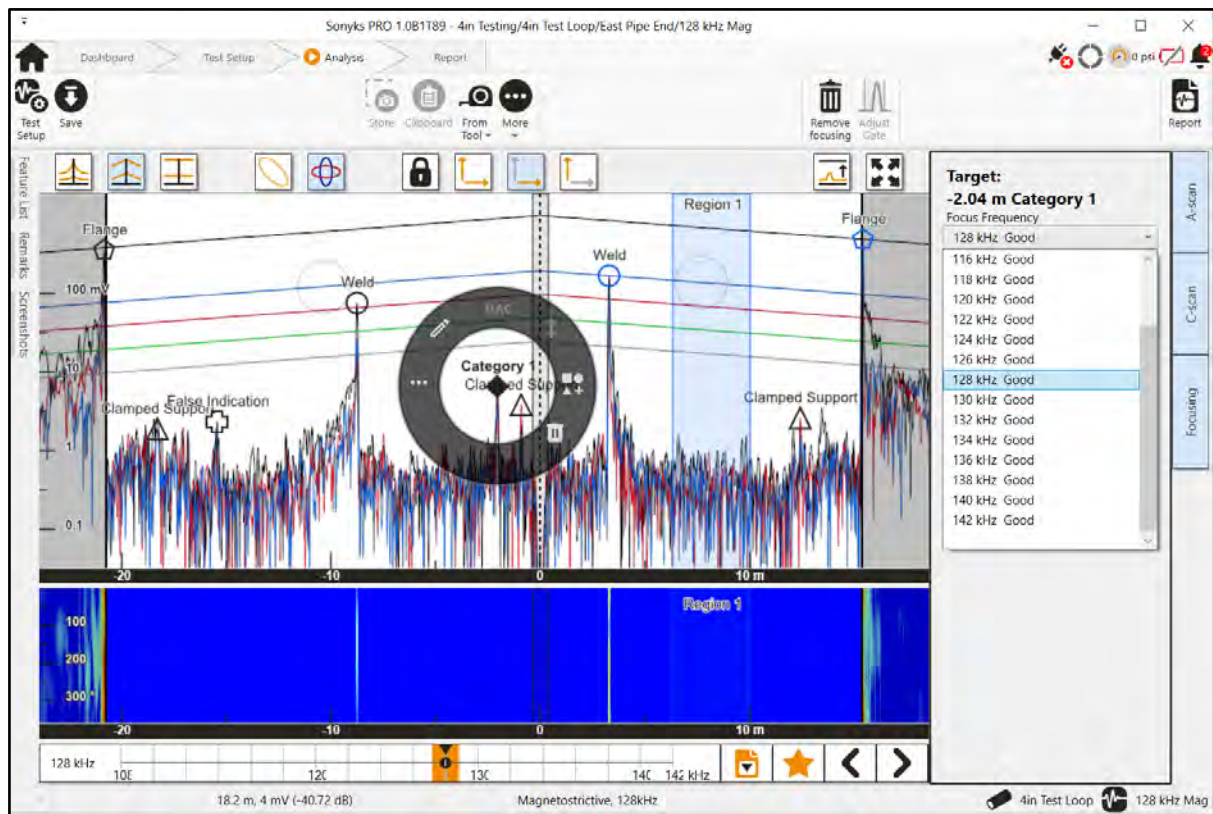 Sonyks PRO 1.0B1T89 - 4in Testing/4in Test Loop/East Pipe End/128 kHz Mag
Dashboard
Test Setup
Analysis
Report
0 psi
2
Test Setup
Save
Store
Clipboard
From Tool
More
Remove focusing
Adjust Gate
Report
Feature List
Remarks
Screenshots
Region 1
Flange
Flange
Weld
Weld
100 mV
DAC
10
Category 1
Clamped Support
False Indication
Clamped Support
Clamped Support
1
0.1
-20
-10
0
10 m
Region 1
100
200
300 °
-20
-10
0
10 m
128 kHz
142 kHz
Target:
-2.04 m Category 1
Focus Frequency
128 kHz Good
116 kHz Good
118 kHz Good
120 kHz Good
122 kHz Good
124 kHz Good
126 kHz Good
128 kHz Good
130 kHz Good
132 kHz Good
134 kHz Good
136 kHz Good
138 kHz Good
140 kHz Good
142 kHz Good
A-scan
C-scan
Focusing
18.2 m, 4 mV (-40.72 dB)
Magnetostrictive, 128kHz
4in Test Loop
128 kHz Mag